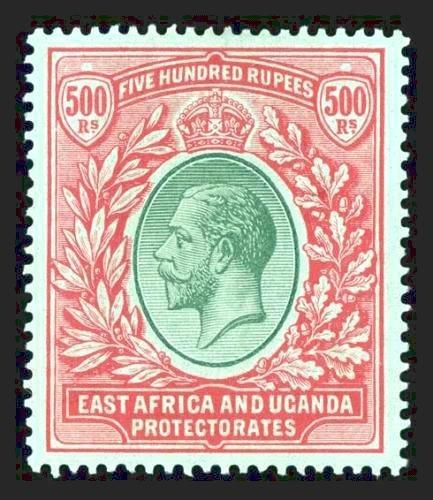 FIVE HUNDRED RUPEES
500 Rs
500 Rs
EAST AFRICA AND UGANDA
PROTECTORATES